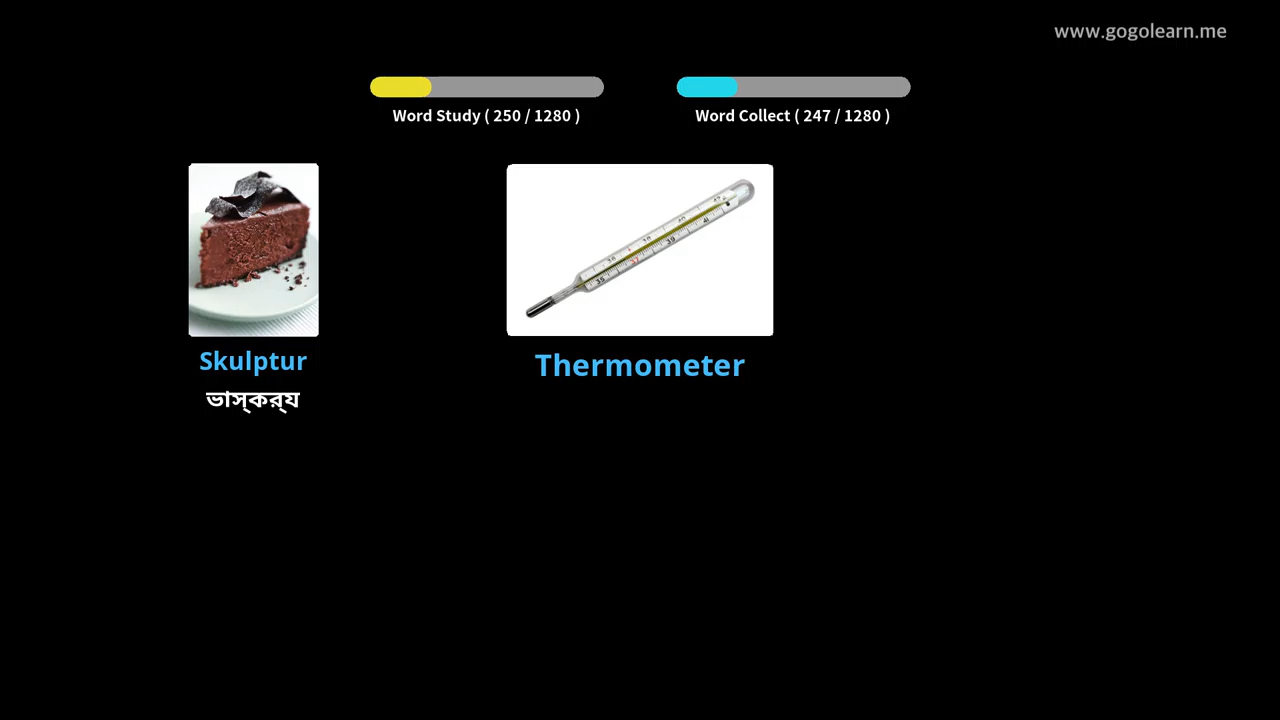 www.gogolearn.me
Word Study ( 250 / 1280 )
Word Collect ( 247 / 1280 )
Skulptur
ভাস্কর্য
Thermometer